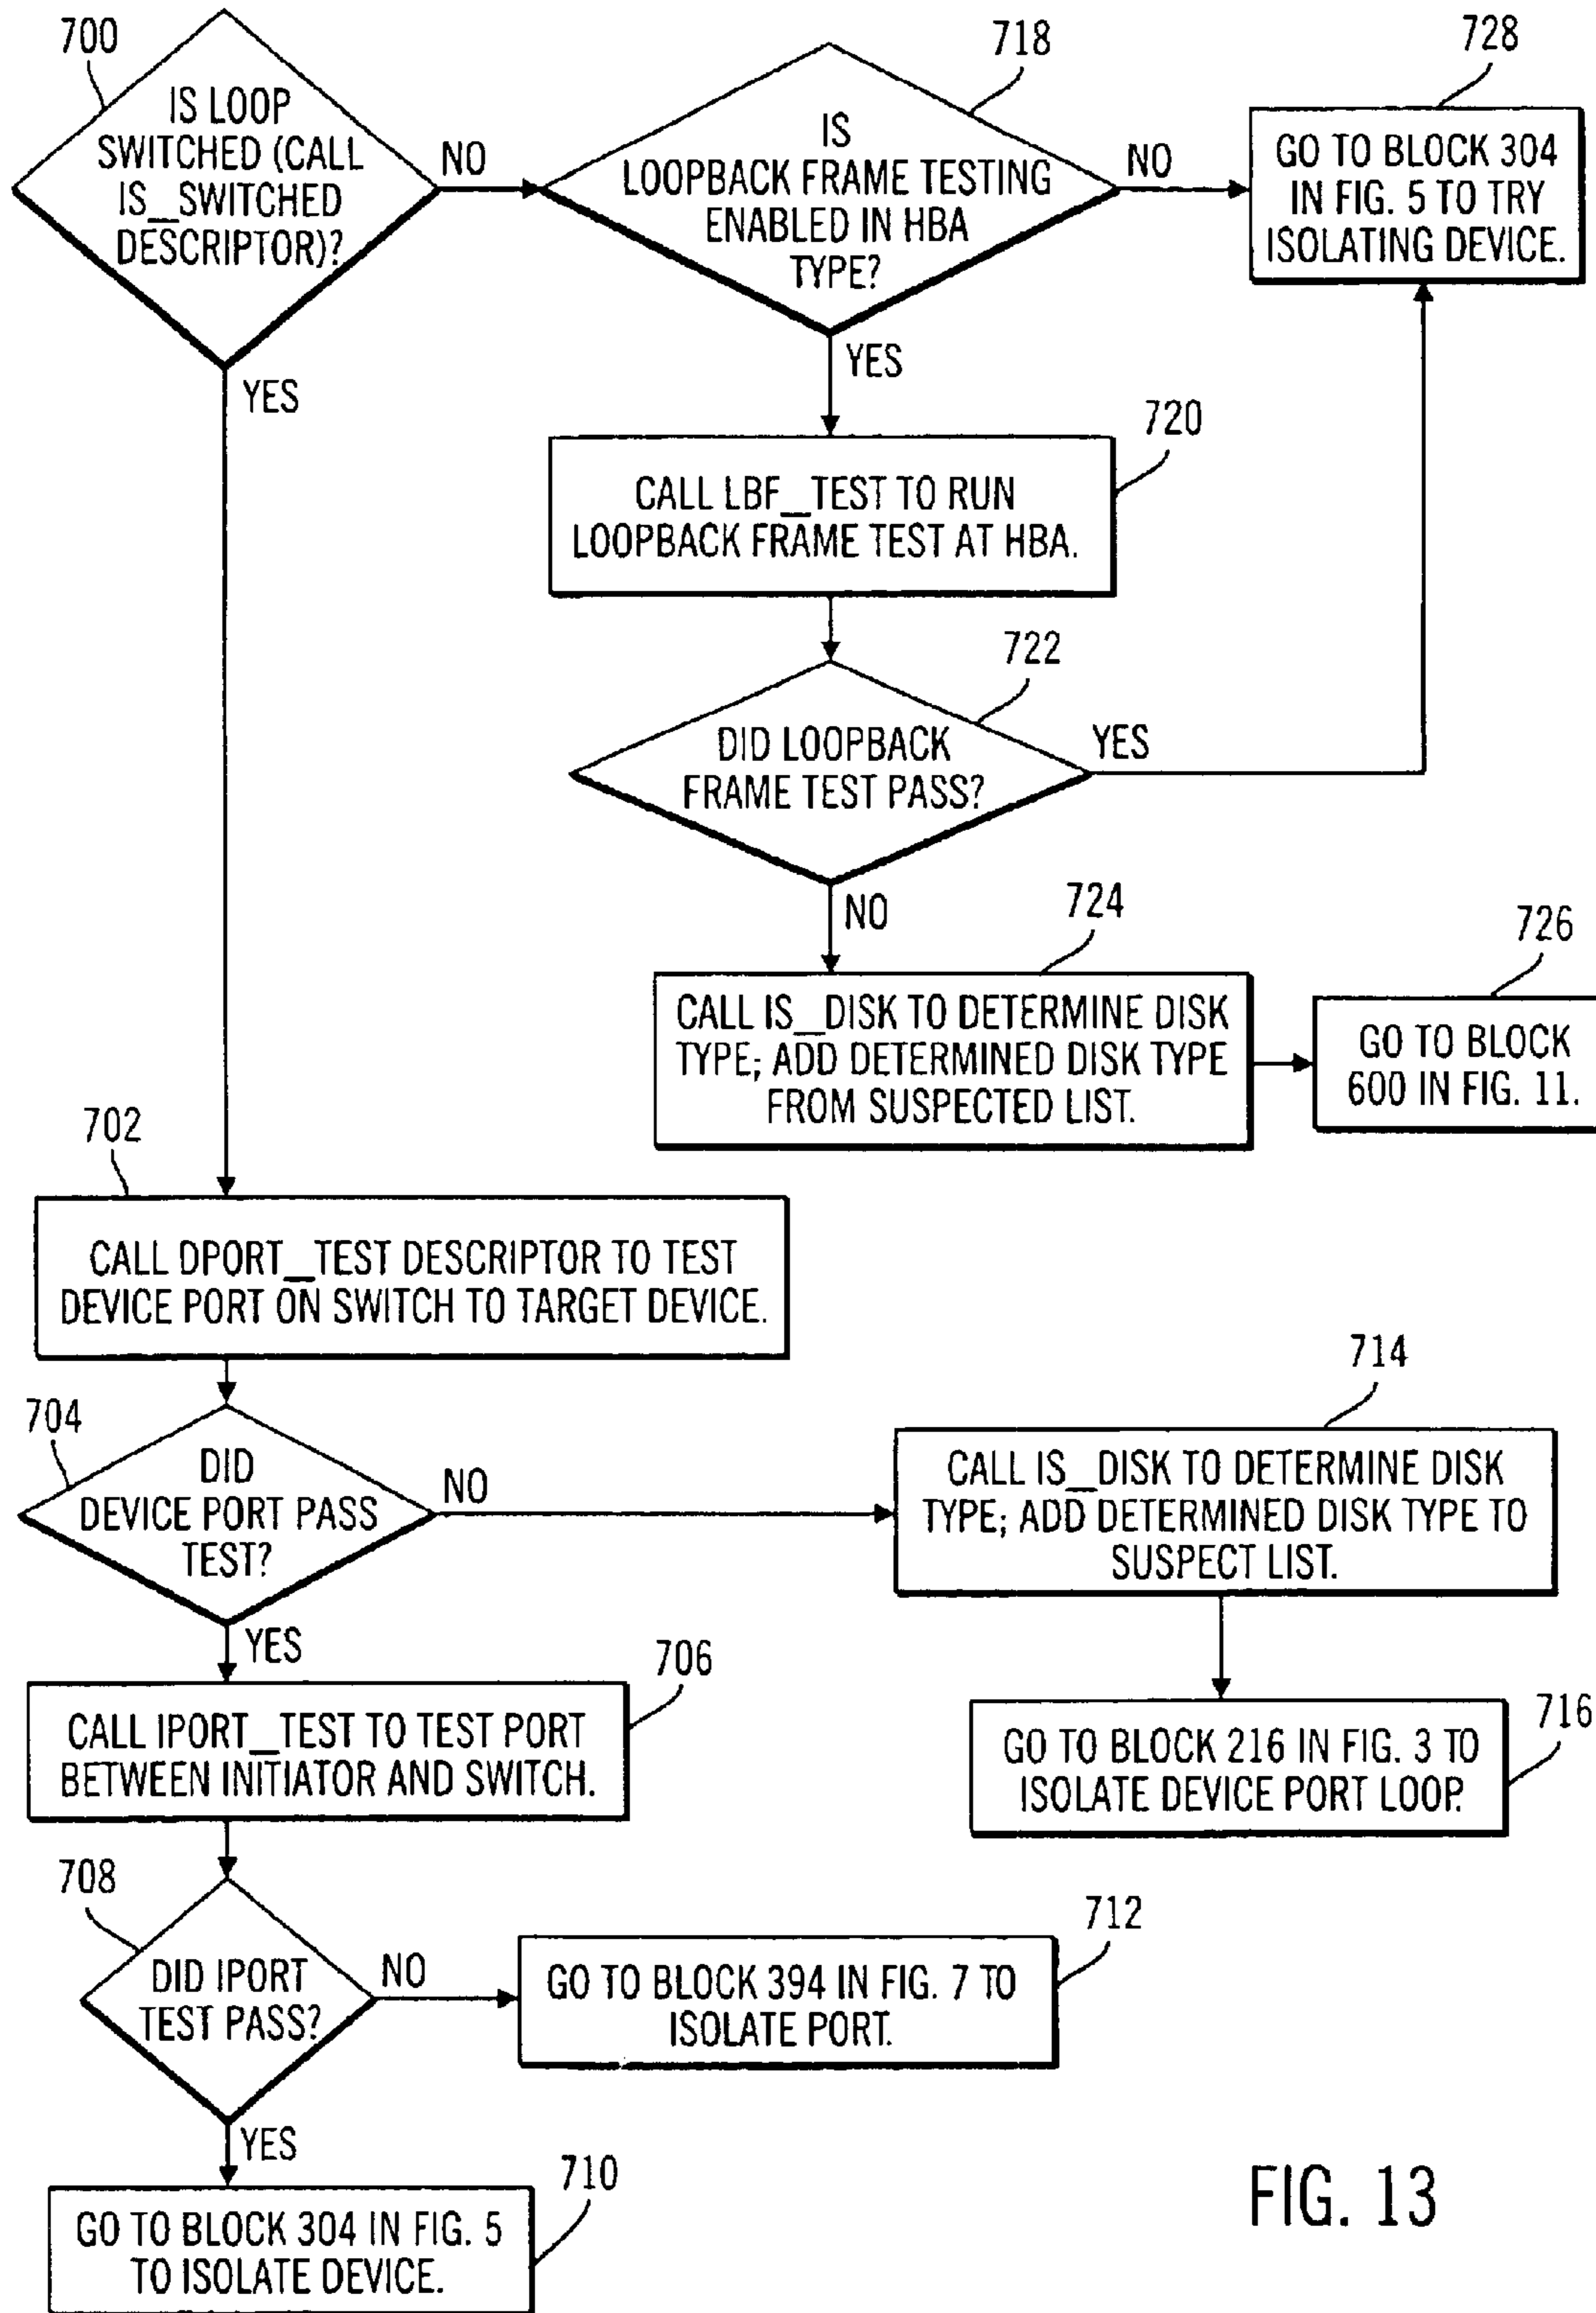 700
IS LOOP
SWITCHED (CALL
IS_SWITCHED
DESCRIPTOR)?
NO
YES
718
IS
LOOPBACK FRAME TESTING
ENABLED IN HBA
TYPE?
NO
YES
728
GO TO BLOCK 304
IN FIG. 5 TO TRY
ISOLATING DEVICE.
720
CALL LBF_TEST TO RUN
LOOPBACK FRAME TEST AT HBA.
722
DID LOOPBACK
FRAME TEST PASS?
YES
NO
724
CALL IS_DISK TO DETERMINE DISK
TYPE; ADD DETERMINED DISK TYPE
FROM SUSPECTED LIST.
726
GO TO BLOCK
600 IN FIG. 11.
702
CALL DPORT_TEST DESCRIPTOR TO TEST
DEVICE PORT ON SWITCH TO TARGET DEVICE.
704
DID
DEVICE PORT PASS
TEST?
NO
YES
714
CALL IS_DISK TO DETERMINE DISK
TYPE; ADD DETERMINED DISK TYPE TO
SUSPECT LIST.
716
GO TO BLOCK 216 IN FIG. 3 TO
ISOLATE DEVICE PORT LOOP.
706
CALL IPORT_TEST TO TEST PORT
BETWEEN INITIATOR AND SWITCH.
708
DID IPORT
TEST PASS?
NO
YES
712
GO TO BLOCK 394 IN FIG. 7 TO
ISOLATE PORT.
710
GO TO BLOCK 304 IN FIG. 5
TO ISOLATE DEVICE.
FIG. 13